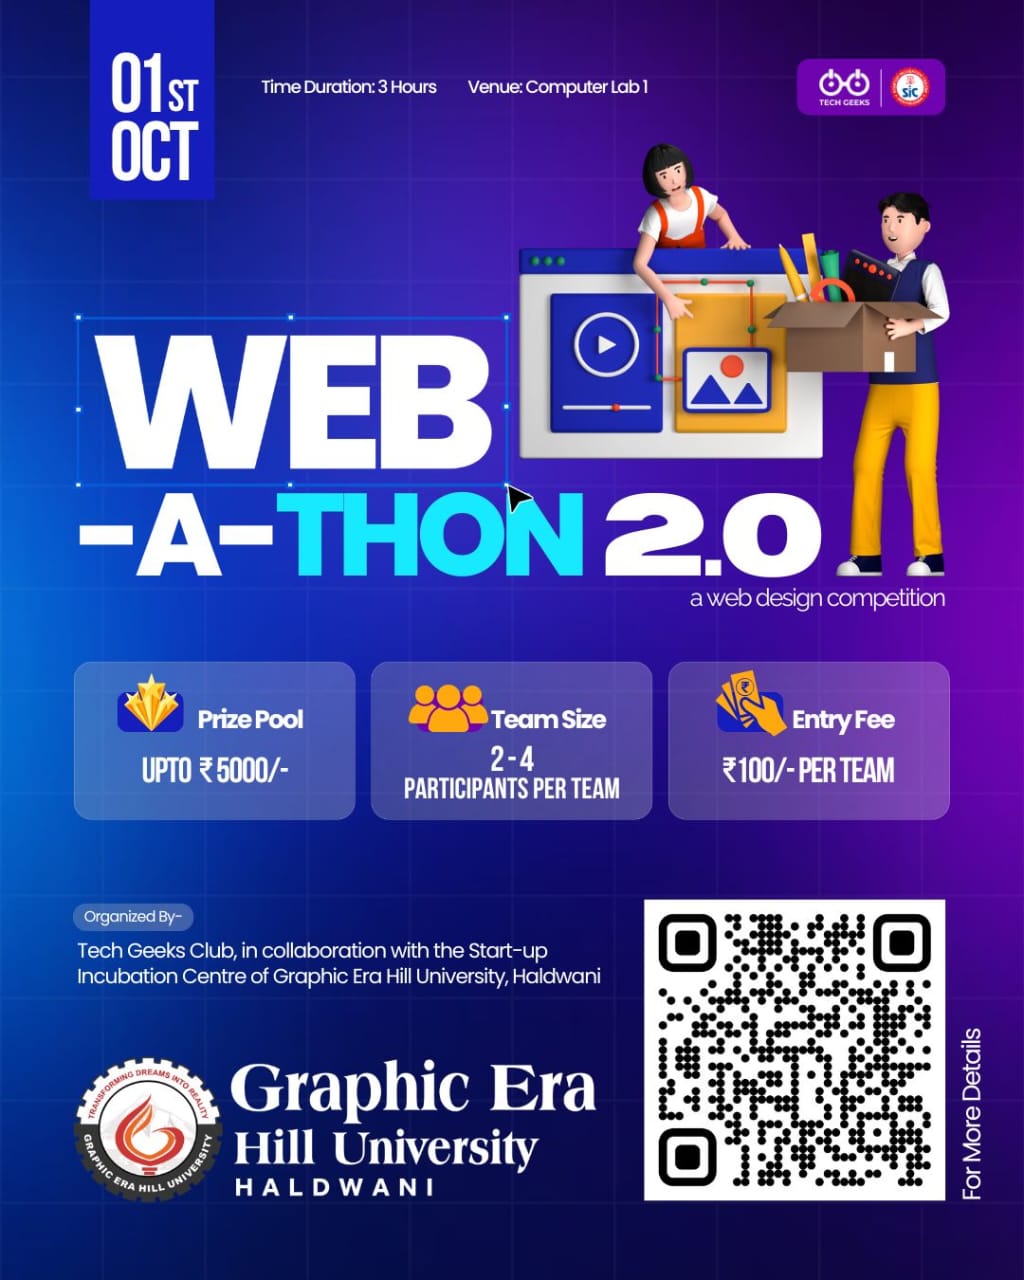 01 ST
OCT
Time Duration: 3 Hours
Venue: Computer Lab 1
TECH GEEKS
SIC
WEB
-A-THON 2.0
a web design competition
Prize Pool
UPTO ₹ 5000/-
Team Size
2 - 4
PARTICIPANTS PER TEAM
Entry Fee
₹100/- PER TEAM
Organized By-
Tech Geeks Club, in collaboration with the Start-up
Incubation Centre of Graphic Era Hill University, Haldwani
TRANSFORMING DREAMS INTO REALITY
GRAPHIC ERA HILL UNIVERSITY
Graphic Era
Hill University
HALDWANI
For More Details